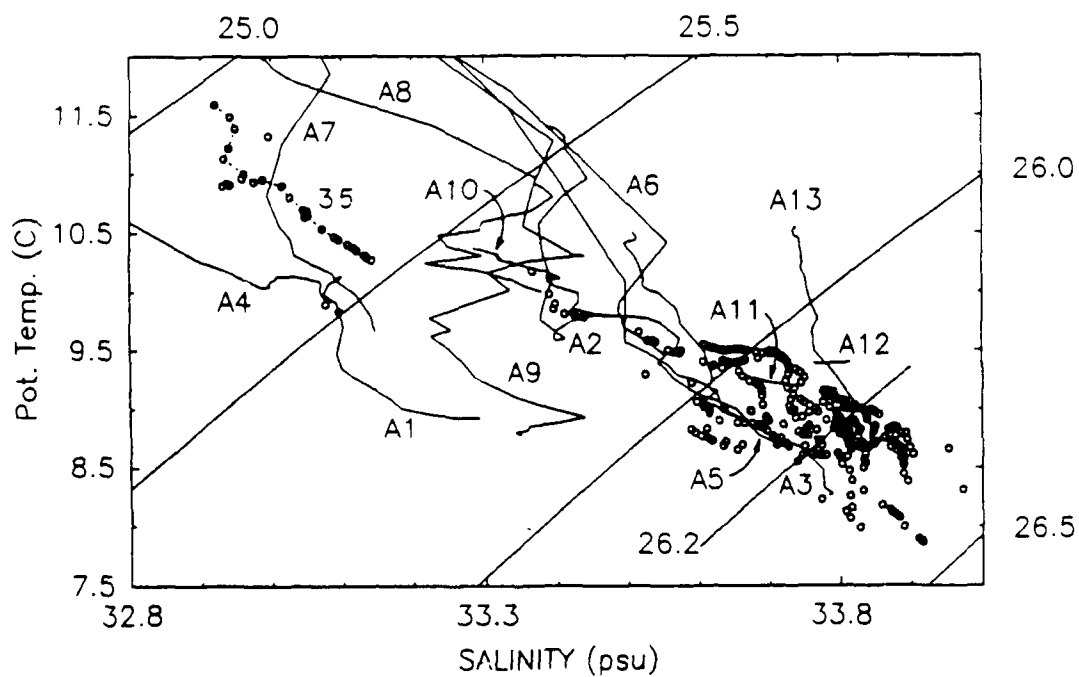 25.0
25.5
11.5
10.5
9.5
8.5
7.5
Pot. Temp. (C)
A8
A7
A10
A6
A13
35
A4
A11
A12
A2
A9
A1
A5
A3
26.2
26.0
26.5
32.8
33.3
33.8
SALINITY (psu)